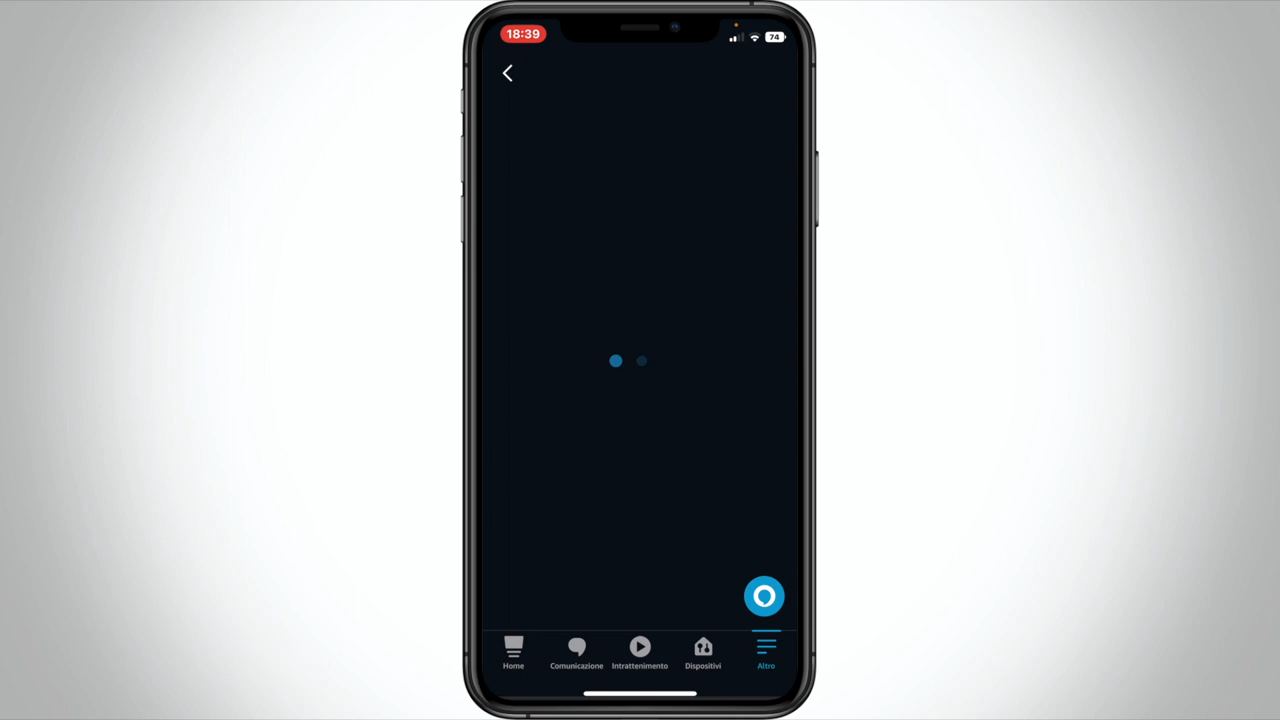 18:39
74
Home
Comunicazione
Intrattenimento
Dispositivi
Altro